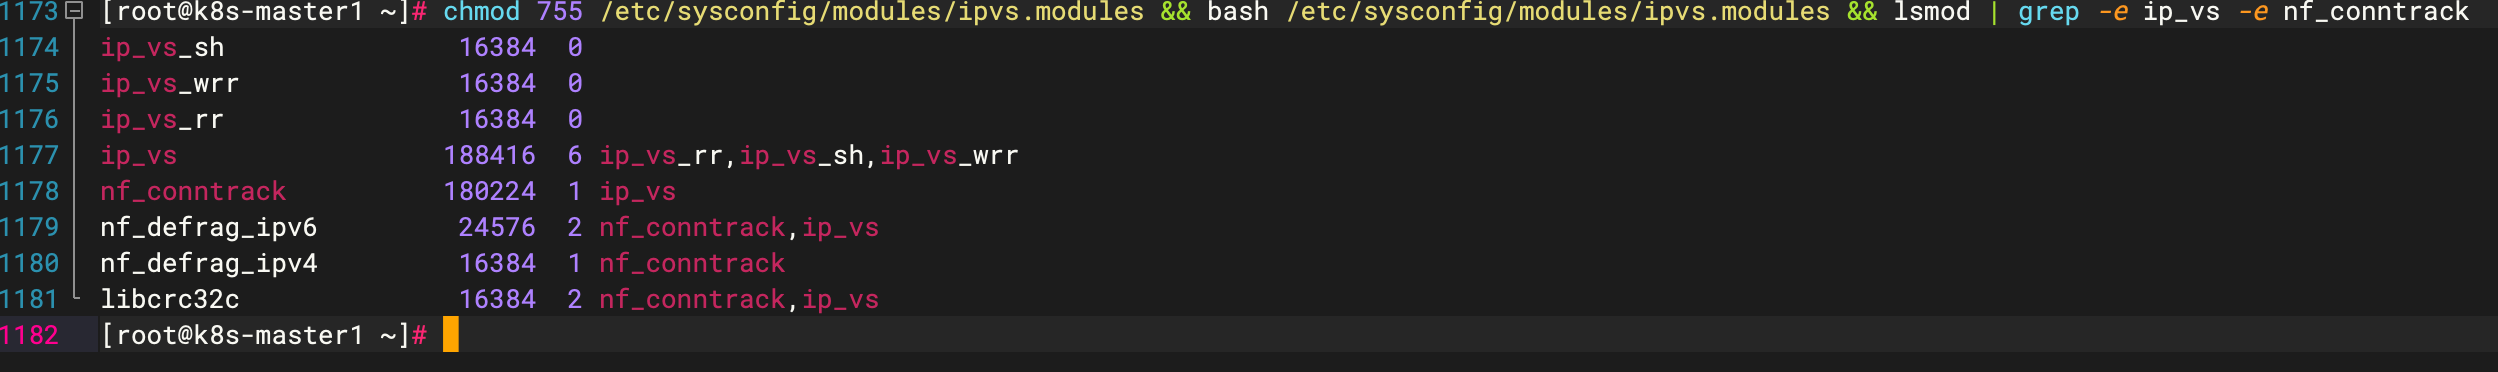 1173 [root@k8s-master1 ~]# chmod 755 /etc/sysconfig/modules/ipvs.modules && bash /etc/sysconfig/modules/ipvs.modules && lsmod | grep -e ip_vs -e nf_conntrack
1174 ip_vs_sh 16384 0
1175 ip_vs_wrr 16384 0
1176 ip_vs_rr 16384 0
1177 ip_vs 188416 6 ip_vs_rr,ip_vs_sh,ip_vs_wrr
1178 nf_conntrack 180224 1 ip_vs
1179 nf_defrag_ipv6 24576 2 nf_conntrack,ip_vs
1180 nf_defrag_ipv4 16384 1 nf_conntrack
1181 libcrc32c 16384 2 nf_conntrack,ip_vs
1182 [root@k8s-master1 ~]#